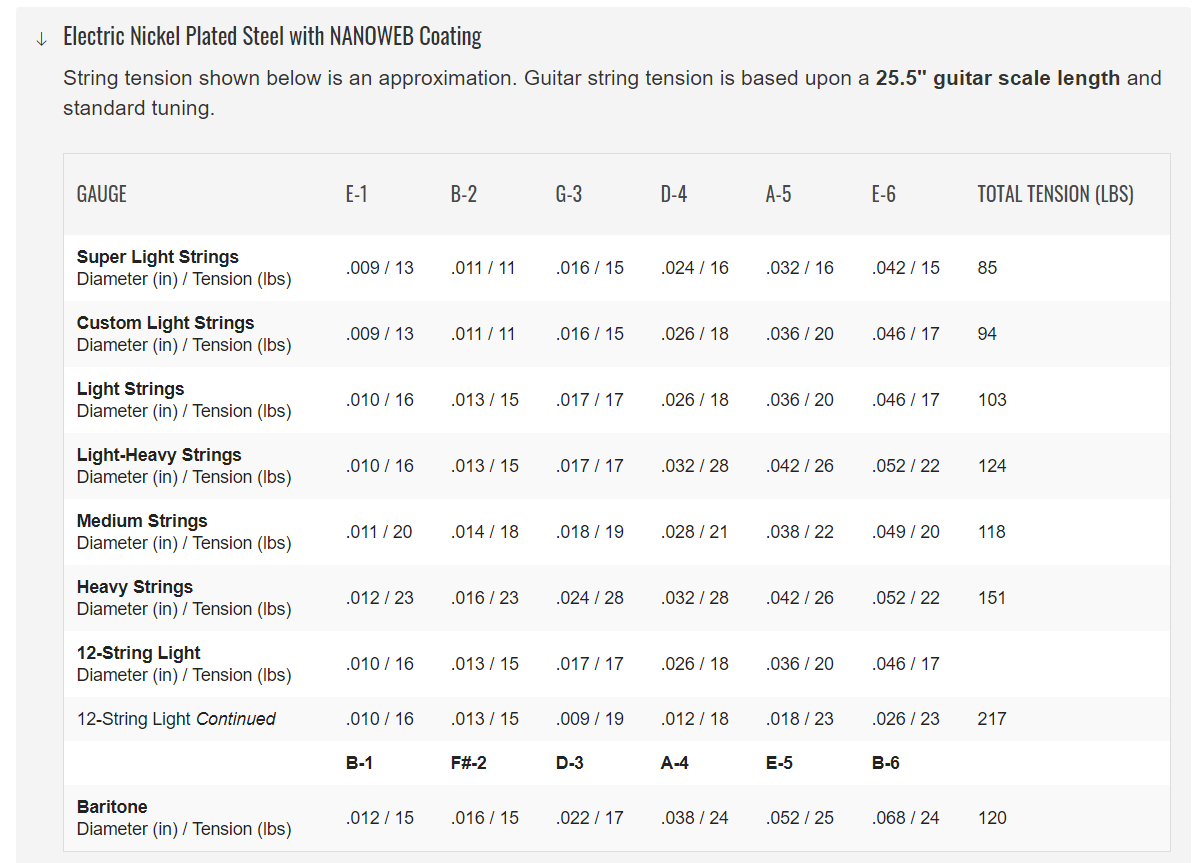 ↓ Electric Nickel Plated Steel with NANOWEB Coating
String tension shown below is an approximation. Guitar string tension is based upon a 25.5" guitar scale length and
standard tuning.
GAUGE E-1 B-2 G-3 D-4 A-5 E-6 TOTAL TENSION (LBS)
Super Light Strings
Diameter (in) / Tension (lbs) .009 / 13 .011 / 11 .016 / 15 .024 / 16 .032 / 16 .042 / 15 85
Custom Light Strings
Diameter (in) / Tension (lbs) .009 / 13 .011 / 11 .016 / 15 .026 / 18 .036 / 20 .046 / 17 94
Light Strings
Diameter (in) / Tension (lbs) .010 / 16 .013 / 15 .017 / 17 .026 / 18 .036 / 20 .046 / 17 103
Light-Heavy Strings
Diameter (in) / Tension (lbs) .010 / 16 .013 / 15 .017 / 17 .032 / 28 .042 / 26 .052 / 22 124
Medium Strings
Diameter (in) / Tension (lbs) .011 / 20 .014 / 18 .018 / 19 .028 / 21 .038 / 22 .049 / 20 118
Heavy Strings
Diameter (in) / Tension (lbs) .012 / 23 .016 / 23 .024 / 28 .032 / 28 .042 / 26 .052 / 22 151
12-String Light
Diameter (in) / Tension (lbs) .010 / 16 .013 / 15 .017 / 17 .026 / 18 .036 / 20 .046 / 17
12-String Light Continued .010 / 16 .013 / 15 .009 / 19 .012 / 18 .018 / 23 .026 / 23 217
B-1 F#-2 D-3 A-4 E-5 B-6
Baritone
Diameter (in) / Tension (lbs) .012 / 15 .016 / 15 .022 / 17 .038 / 24 .052 / 25 .068 / 24 120